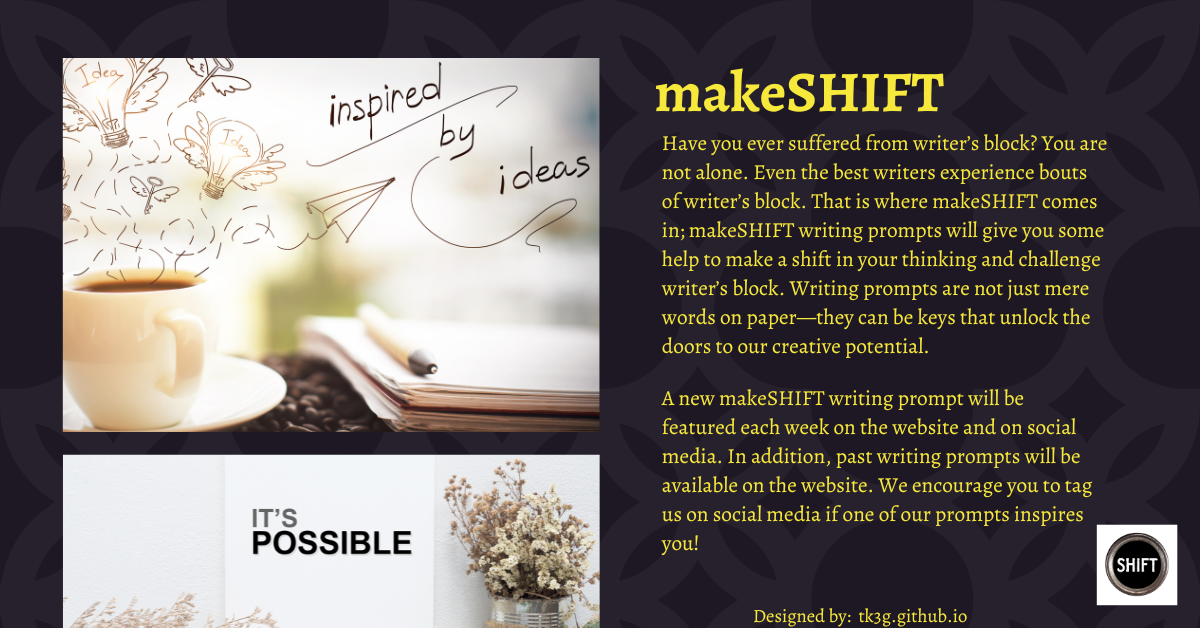 Idea
Idea
inspired
by
ideas
IT'S
POSSIBLE
makeSHIFT
Have you ever suffered from writer's block? You are
not alone. Even the best writers experience bouts
of writer's block. That is where makeSHIFT comes
in; makeSHIFT writing prompts will give you some
help to make a shift in your thinking and challenge
writer's block. Writing prompts are not just mere
words on paper—they can be keys that unlock the
doors to our creative potential.
A new makeSHIFT writing prompt will be
featured each week on the website and on social
media. In addition, past writing prompts will be
available on the website. We encourage you to tag
us on social media if one of our prompts inspires
you!
SHIFT
Designed by: tk3g.github.io